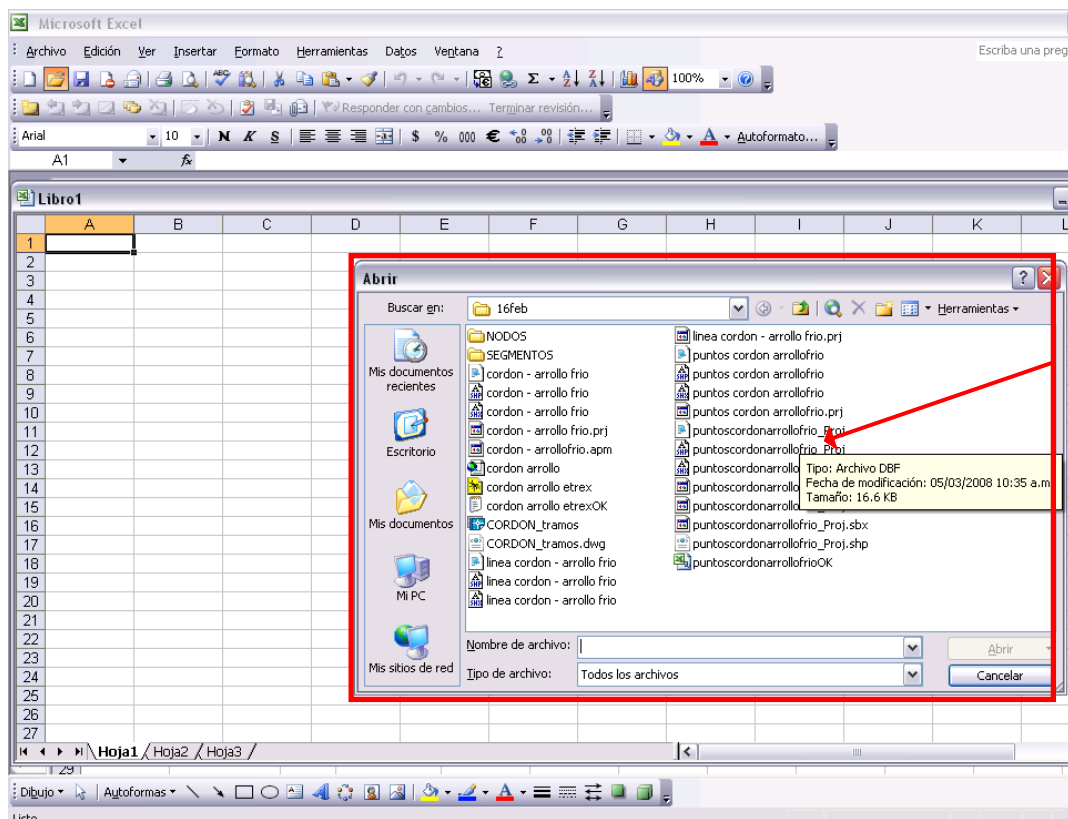 Microsoft Excel
Archivo Edición Ver Insertar Formato Herramientas Datos Ventana ?
Escriba una preg
Σ 100%
Responder con cambios... Terminar revisión...
Arial 10 N K S $ % 000 € Autoformato...
A1 fx
Libro1
A B C D E F G H I J K L
1
2
3
4
5
6
7
8
9
10
11
12
13
14
15
16
17
18
19
20
21
22
23
24
25
26
27
Abrir
Buscar en: 16feb Herramientas
Mis documentos recientes
Escritorio
Mis documentos
Mi PC
Mis sitios de red
NODOS
SEGMENTOS
cordon - arrollo frio
cordon - arrollo frio
cordon - arrollo frio
cordon - arrollo frio.prj
cordon - arrollofrio.apm
cordon arrollo
cordon arrollo etrex
cordon arrollo etrexOK
CORDON_tramos
CORDON_tramos.dwg
linea cordon - arrollo frio
linea cordon - arrollo frio
linea cordon - arrollo frio
linea cordon - arrollo frio.prj
puntos cordon arrollofrio
puntos cordon arrollofrio
puntos cordon arrollofrio
puntos cordon arrollofrio.prj
puntoscordonarrollofrio_Proj
puntoscordonarrollofrio_Proj
puntoscordonarrollo
puntoscordonarrollo
puntoscordonarrollo
puntoscordonarrollofrio_Proj.sbx
puntoscordonarrollofrio_Proj.shp
puntoscordonarrollofrioOK
Tipo: Archivo DBF
Fecha de modificación: 05/03/2008 10:35 a.m
Tamaño: 16.6 KB
Nombre de archivo:
Abrir
Tipo de archivo: Todos los archivos
Cancelar
Hoja1 Hoja2 Hoja3
29
Dibujo Autoformas
Listo